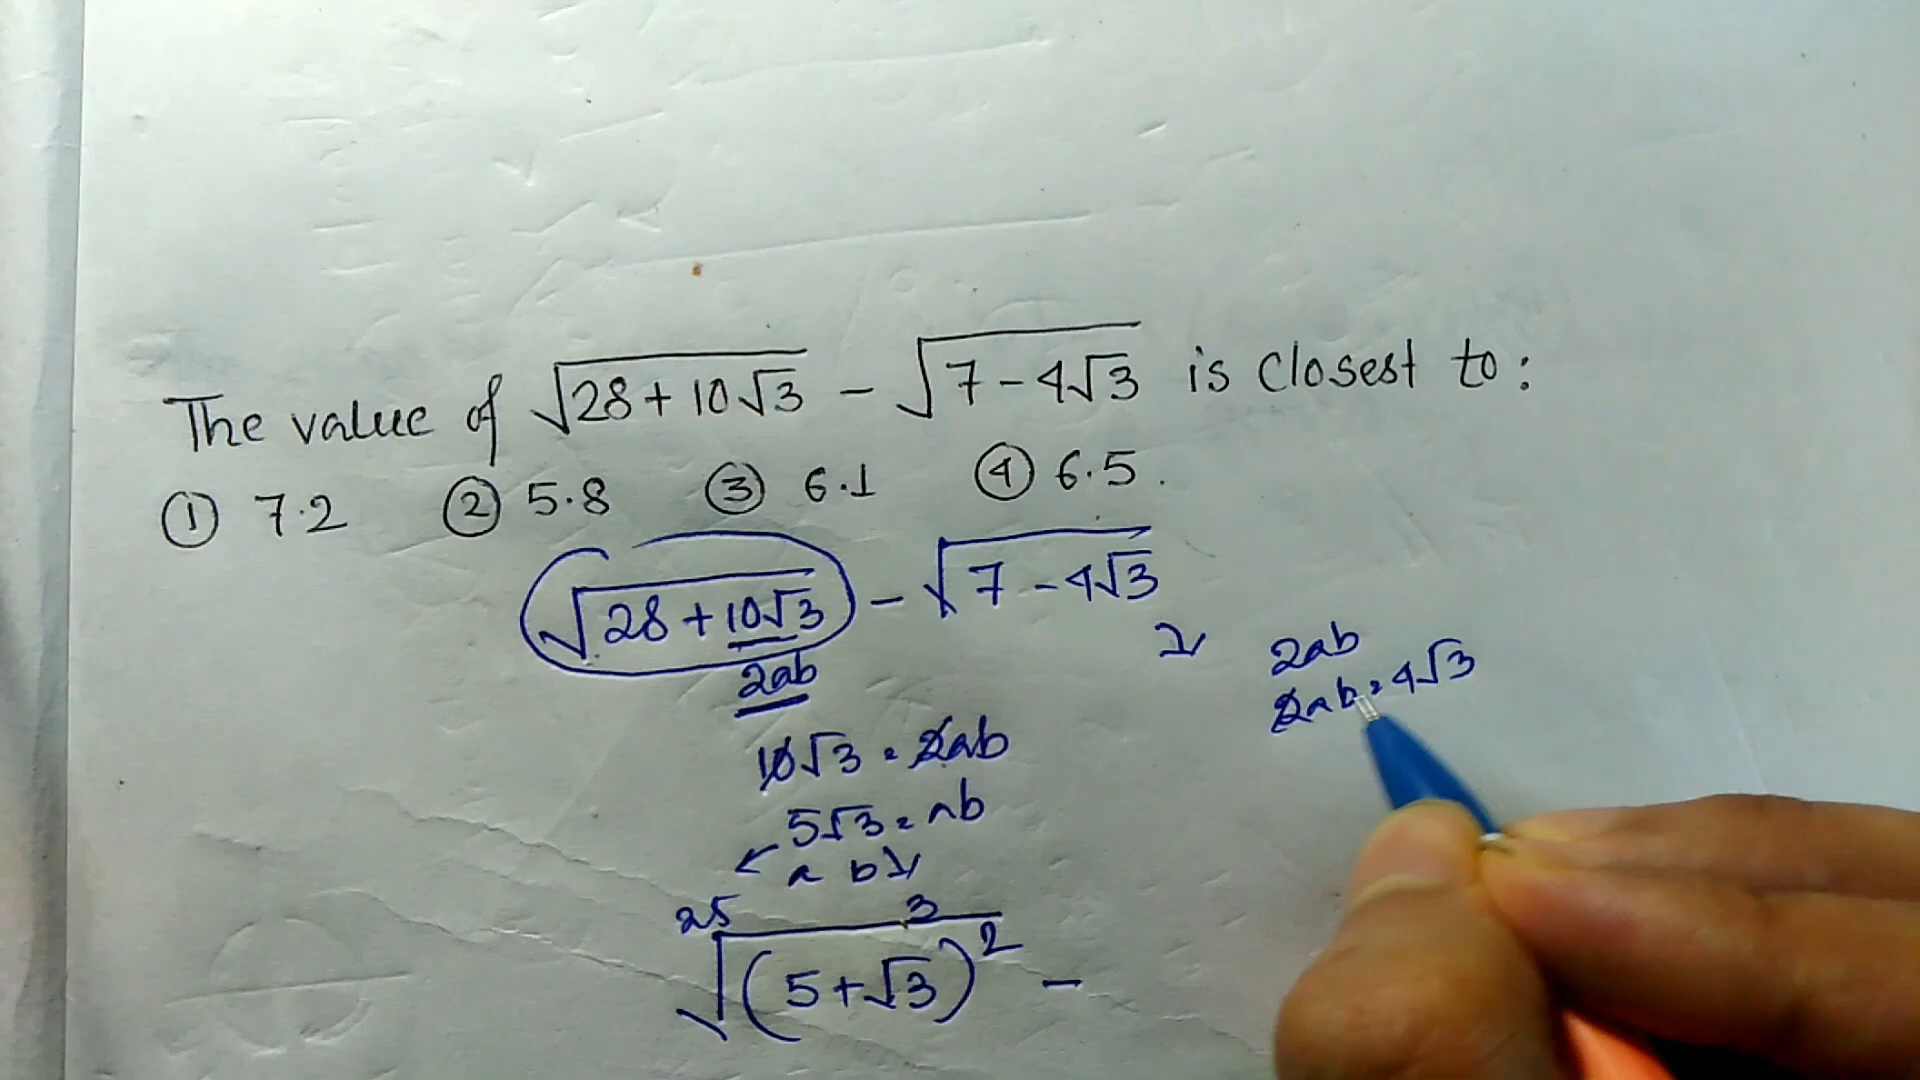 The value of √28+10√3 - √7-4√3 is closest to:
① 7.2 ② 5.8 ③ 6.1 ④ 6.5.
√28+10√3 - √7-4√3
2ab
10√3 = 2ab
5√3 = ab
a b
25 3
√(5+√3)² -
2ab
2ab = 4√3